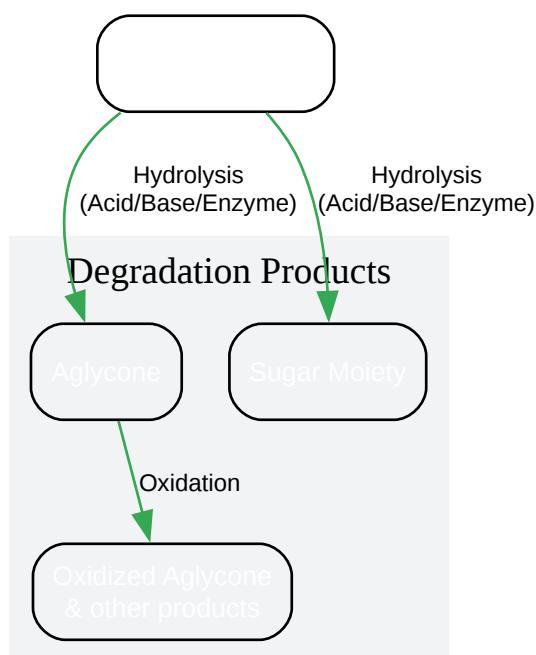 Hydrolysis
(Acid/Base/Enzyme)
Hydrolysis
(Acid/Base/Enzyme)
Degradation Products
Aglycone
Sugar Moiety
Oxidation
Oxidized Aglycone
& other products